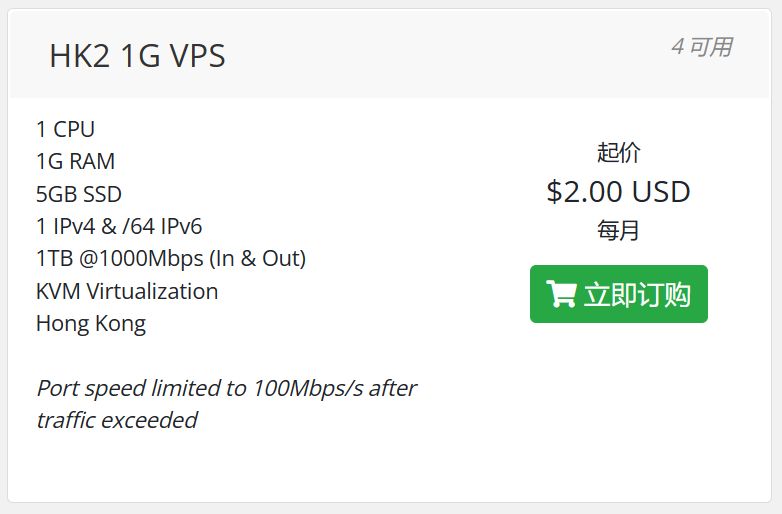 HK2 1G VPS
4 可用
1 CPU
1G RAM
5GB SSD
1 IPv4 & /64 IPv6
1TB @1000Mbps (In & Out)
KVM Virtualization
Hong Kong
Port speed limited to 100Mbps/s after
traffic exceeded
起价
$2.00 USD
每月
立即订购